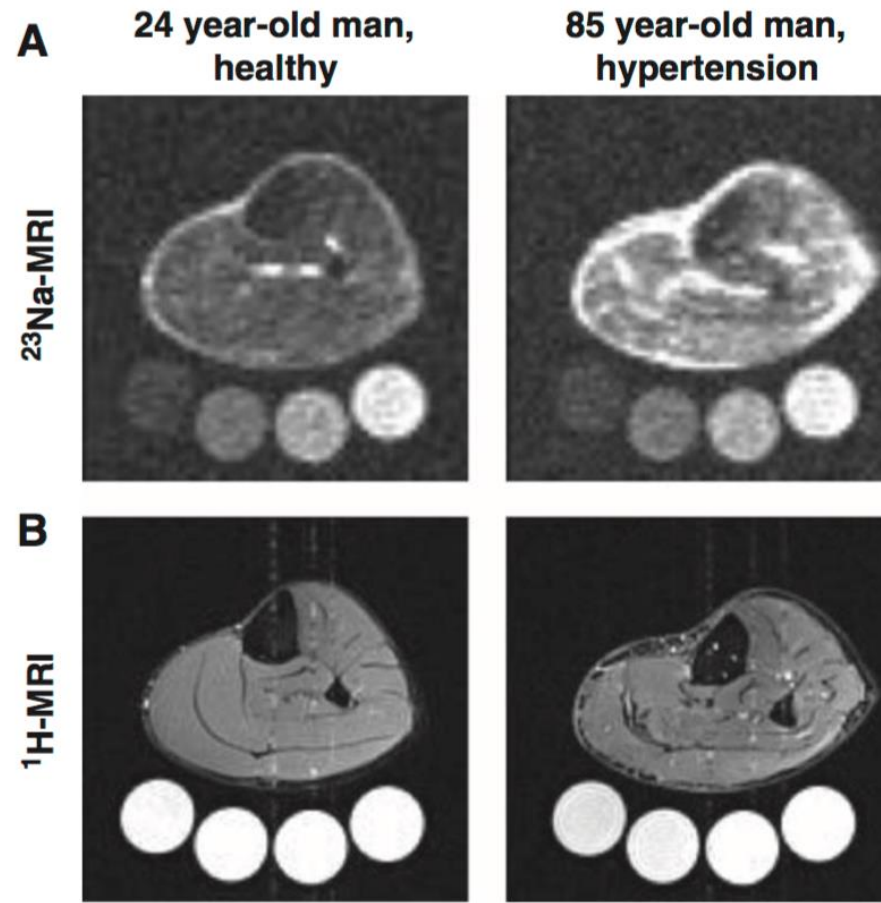 A
24 year-old man,
healthy
85 year-old man,
hypertension
²³Na-MRI
B
¹H-MRI